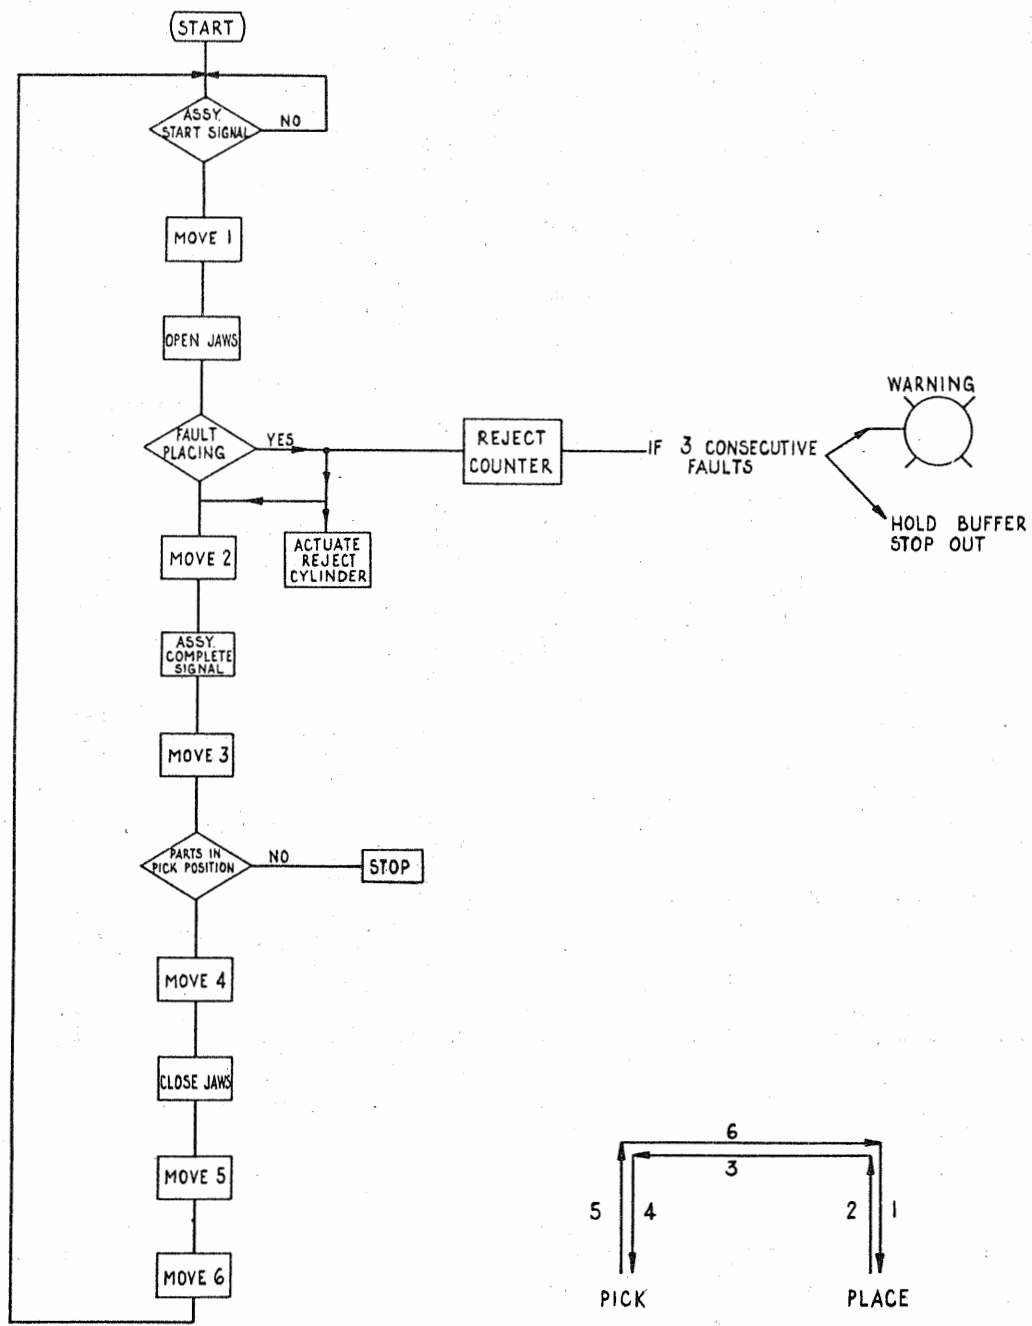 START
ASSY.
START SIGNAL
NO
MOVE 1
OPEN JAWS
FAULT
PLACING
YES
REJECT
COUNTER
IF 3 CONSECUTIVE
FAULTS
WARNING
HOLD BUFFER
STOP OUT
ACTUATE
REJECT
CYLINDER
MOVE 2
ASSY.
COMPLETE
SIGNAL
MOVE 3
PARTS IN
PICK POSITION
NO
STOP
MOVE 4
CLOSE JAWS
MOVE 5
MOVE 6
6
3
5
4
2
1
PICK
PLACE